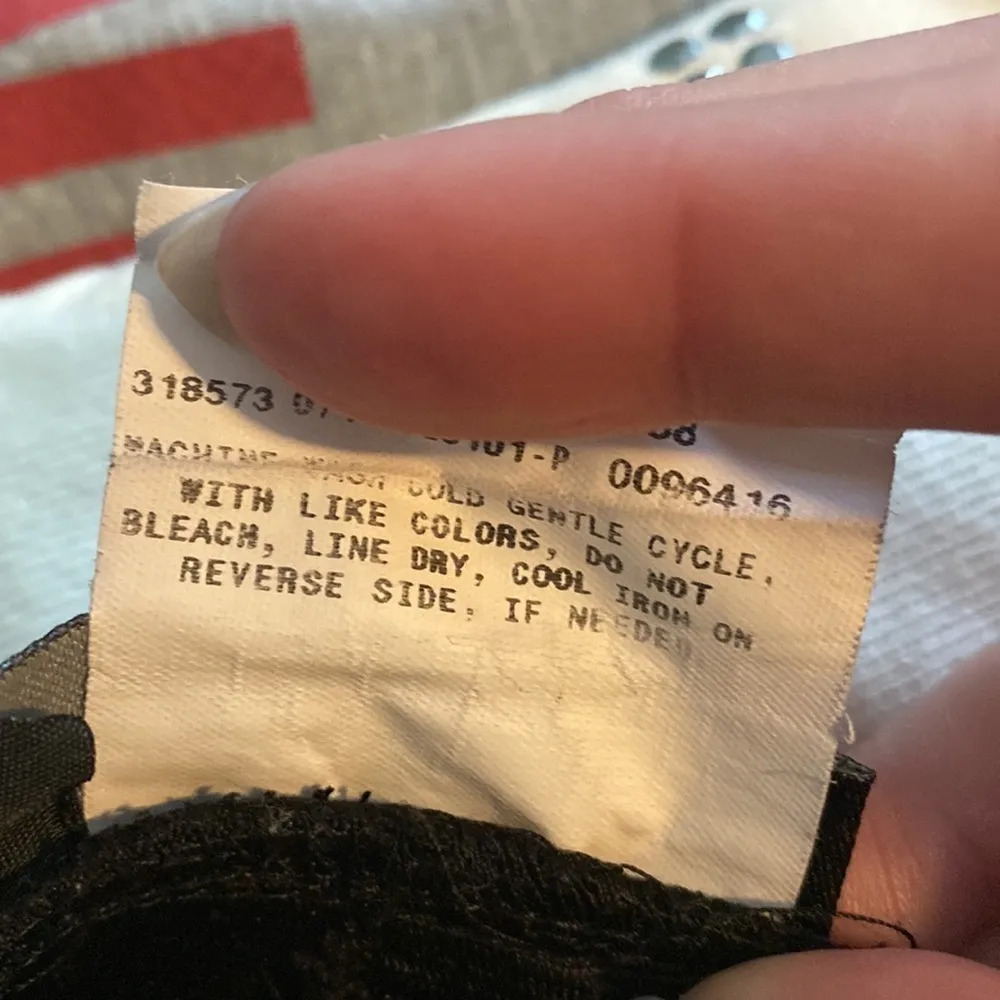 318573
0096416
MACHINE WASH COLD GENTLE CYCLE,
WITH LIKE COLORS, DO NOT
BLEACH, LINE DRY, COOL IRON ON
REVERSE SIDE, IF NEEDED